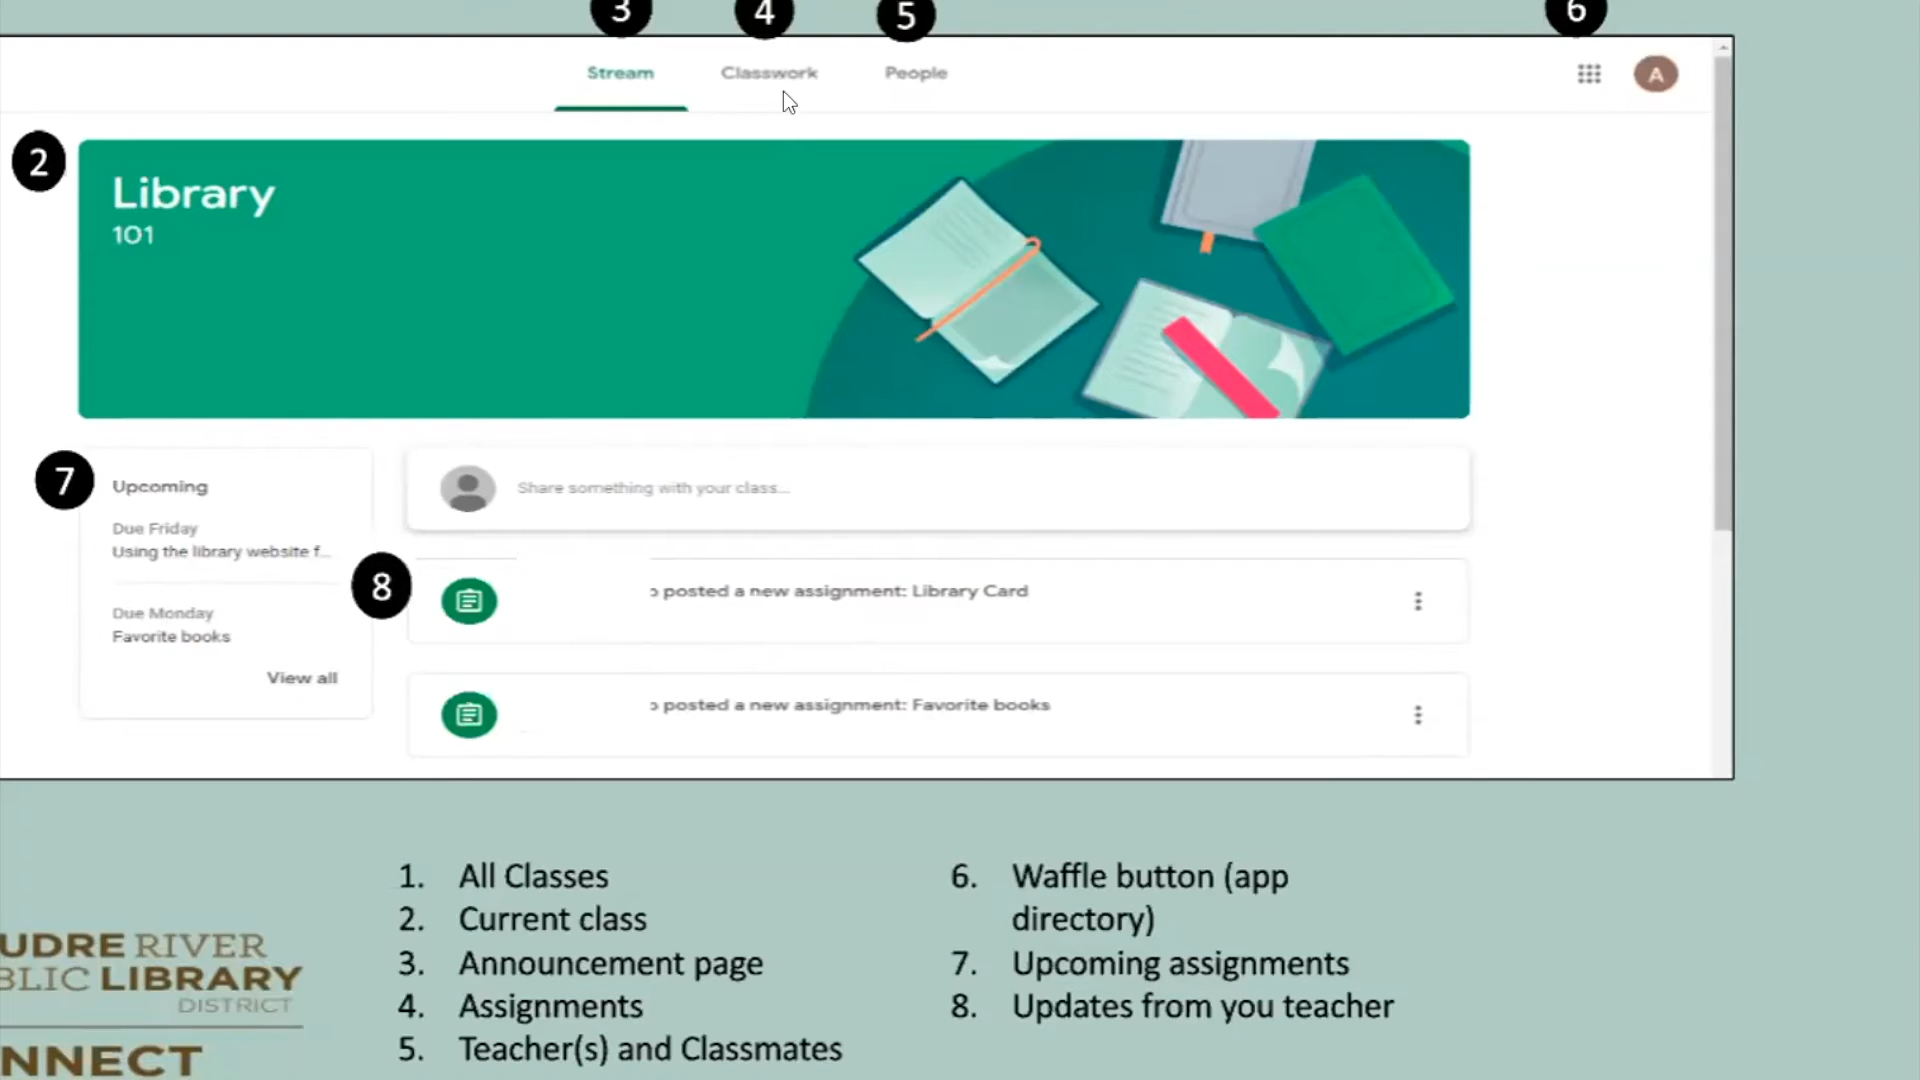 3 4 5 6
Stream Classwork People A
2
Library
101
7
Upcoming
Share something with your class...
Due Friday
Using the library website f...
8
posted a new assignment: Library Card
Due Monday
Favorite books
View all
posted a new assignment: Favorite books
1. All Classes
2. Current class
3. Announcement page
4. Assignments
5. Teacher(s) and Classmates
6. Waffle button (app
directory)
7. Upcoming assignments
8. Updates from you teacher
UDRE RIVER
BLIC LIBRARY
DISTRICT
NNECT